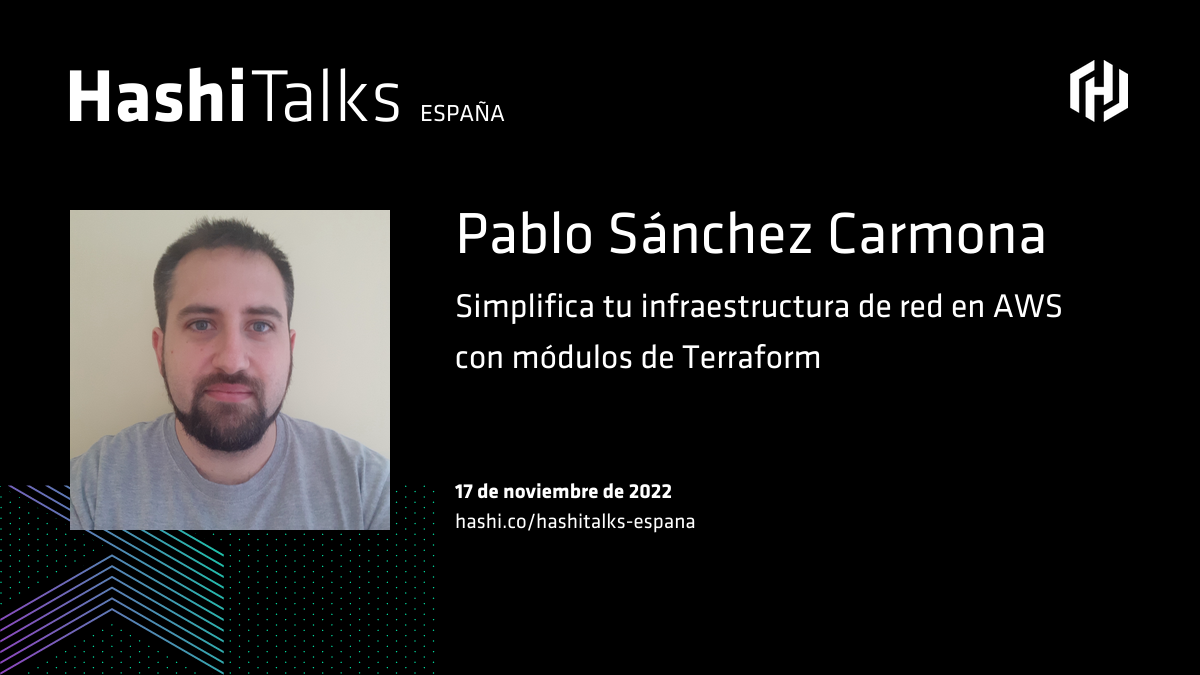 HashiTalks ESPAÑA
Pablo Sánchez Carmona
Simplifica tu infraestructura de red en AWS
con módulos de Terraform
17 de noviembre de 2022
hashi.co/hashitalks-espana